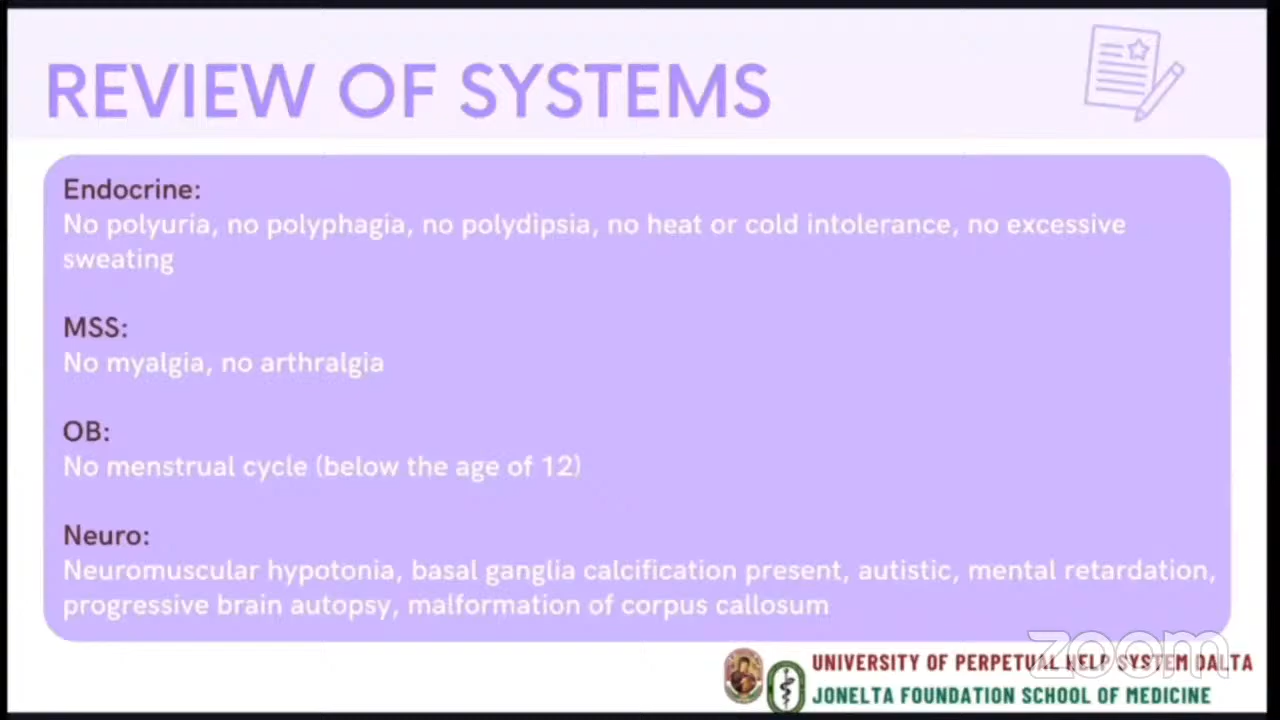 REVIEW OF SYSTEMS
Endocrine:
No polyuria, no polyphagia, no polydipsia, no heat or cold intolerance, no excessive
sweating
MSS:
No myalgia, no arthralgia
OB:
No menstrual cycle (below the age of 12)
Neuro:
Neuromuscular hypotonia, basal ganglia calcification present, autistic, mental retardation,
progressive brain autopsy, malformation of corpus callosum
zoom
UNIVERSITY OF PERPETUAL HELP SYSTEM DALTA
JONELTA FOUNDATION SCHOOL OF MEDICINE